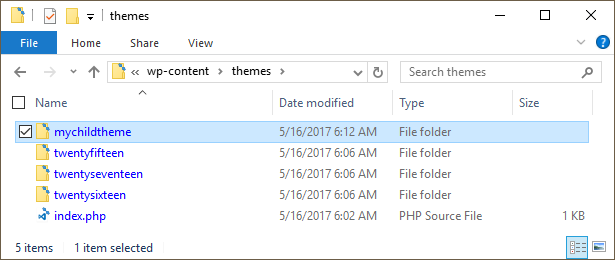 themes
File Home Share View
« wp-content › themes › Search themes
Name Date modified Type Size
mychildtheme 5/16/2017 6:12 AM File folder
twentyfifteen 5/16/2017 6:06 AM File folder
twentyseventeen 5/16/2017 6:06 AM File folder
twentysixteen 5/16/2017 6:06 AM File folder
index.php 5/16/2017 6:02 AM PHP Source File 1 KB
5 items 1 item selected